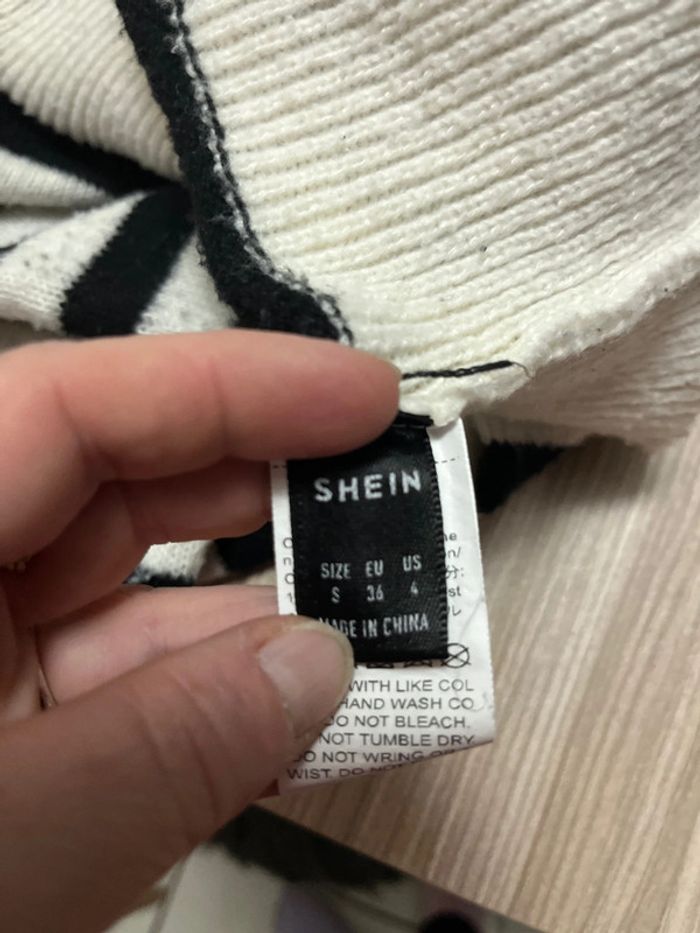 SHEIN
SIZE EU US
S 36 4
MADE IN CHINA
WITH LIKE COL
HAND WASH CO
DO NOT BLEACH.
NOT TUMBLE DRY
DO NOT WRING OR
WIST. DO NOT